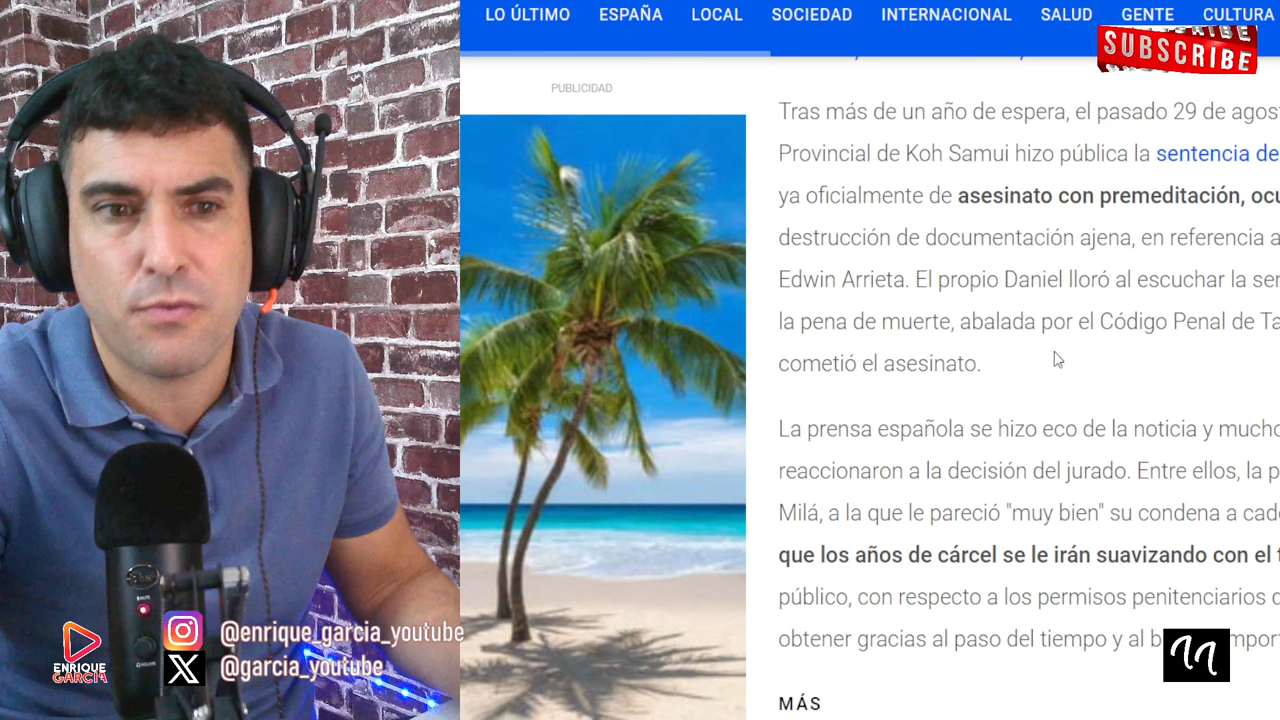 LO ÚLTIMO ESPAÑA LOCAL SOCIEDAD INTERNACIONAL SALUD GENTE CULTURA
SUBSCRIBE
PUBLICIDAD
Tras más de un año de espera, el pasado 29 de agos
Provincial de Koh Samui hizo pública la sentencia de
ya oficialmente de asesinato con premeditación, ocu
destrucción de documentación ajena, en referencia a
Edwin Arrieta. El propio Daniel lloró al escuchar la sen
la pena de muerte, abalada por el Código Penal de Ta
cometió el asesinato.
La prensa española se hizo eco de la noticia y mucho
reaccionaron a la decisión del jurado. Entre ellos, la p
Milá, a la que le pareció "muy bien" su condena a cad
que los años de cárcel se le irán suavizando con el t
público, con respecto a los permisos penitenciarios
obtener gracias al paso del tiempo y al
MÁS
ENRIQUE
GARCIA
@enrique_garcia_youtube
@garcia_youtube